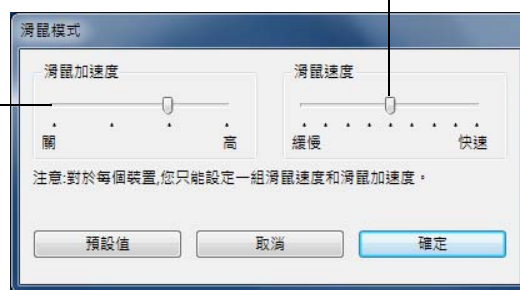 滑鼠模式
滑鼠加速度
滑鼠速度
關
高
緩慢
快速
注意:對於每個裝置,您只能設定一組滑鼠速度和滑鼠加速度。
預設值
取消
確定